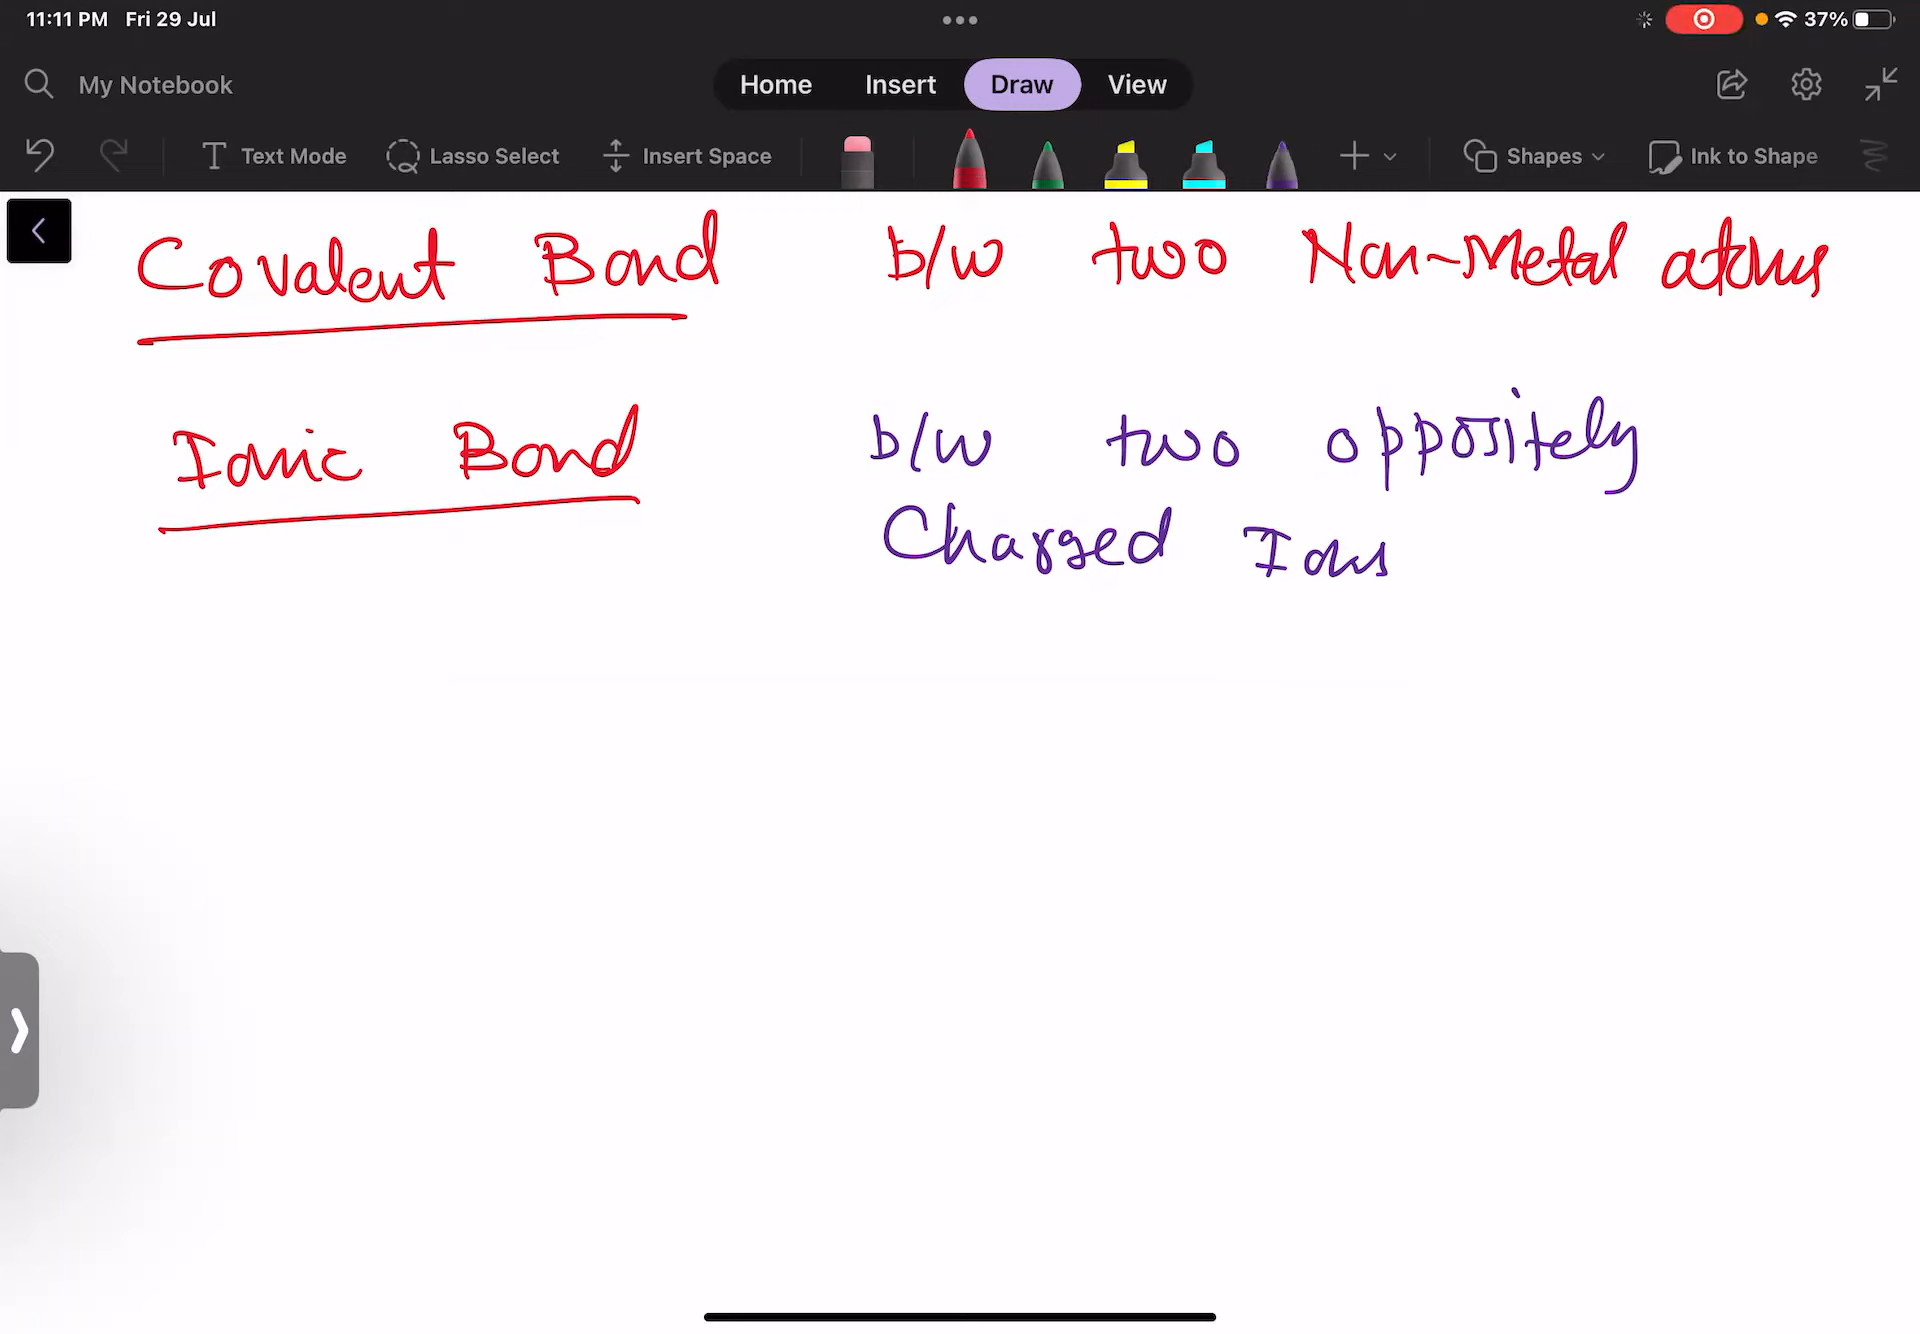 11:11 PM Fri 29 Jul 37%
My Notebook Home Insert Draw View
Text Mode Lasso Select Insert Space Shapes Ink to Shape
Covalent Bond b/w two Non-Metal atoms
Ionic Bond b/w two oppositely
Charged Ions